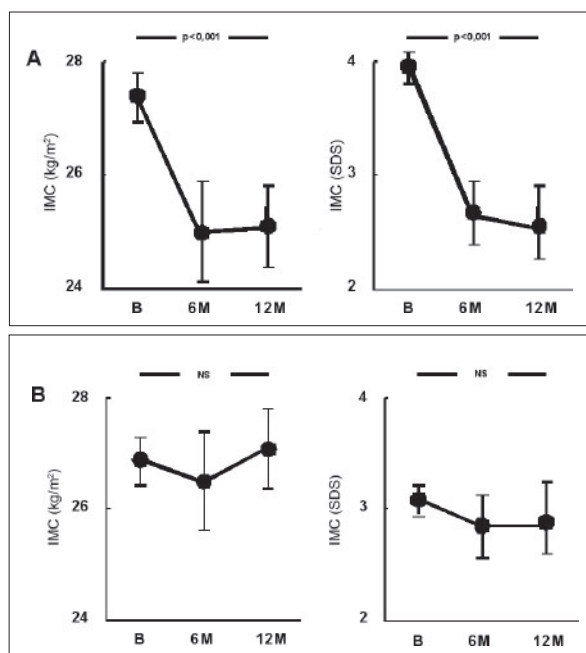 p<0,001
p<0,001
A
28
4
IMC (kg/m²)
26
IMC (SDS)
3
24
2
B 6M 12M
B 6M 12M
NS
NS
B
28
4
IMC (kg/m²)
26
IMC (SDS)
3
24
2
B 6M 12M
B 6M 12M